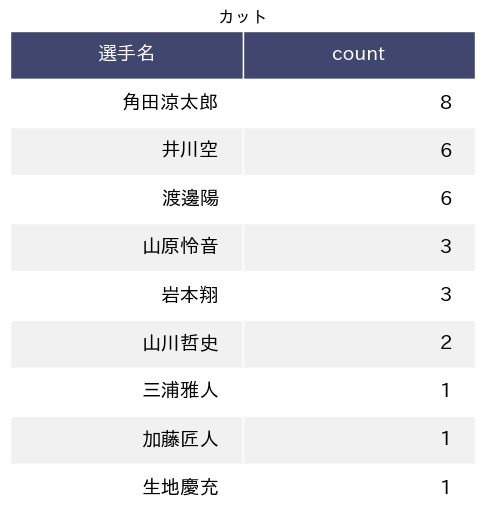 カット
選手名 count
角田涼太郎 8
井川空 6
渡邊陽 6
山原怜音 3
岩本翔 3
山川哲史 2
三浦雅人 1
加藤匠人 1
生地慶充 1